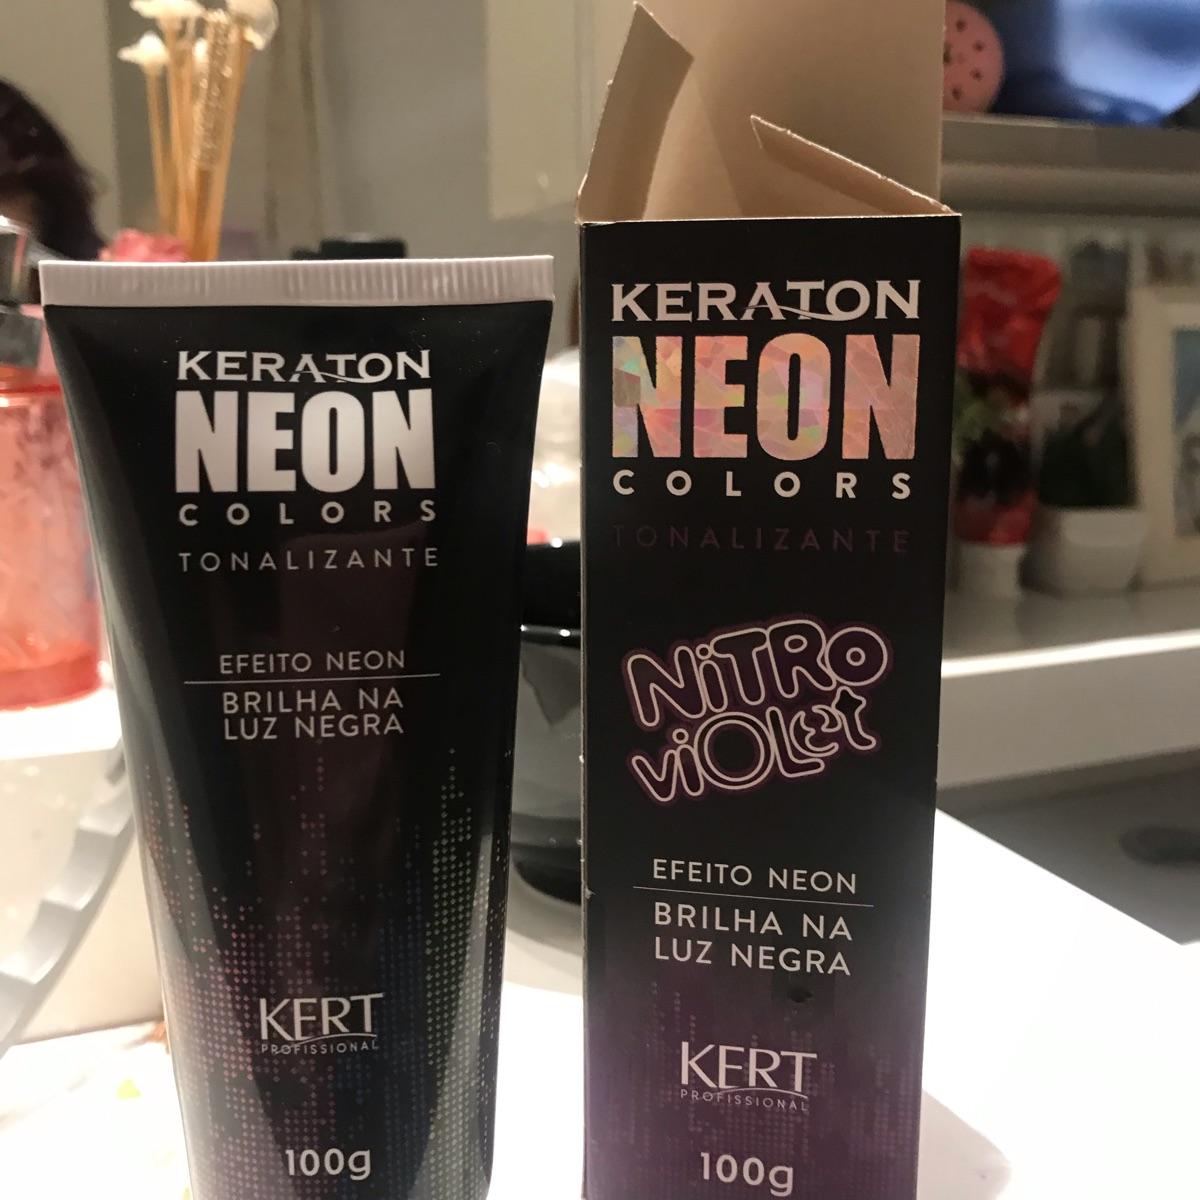 KERATON
NEON
COLORS
TONALIZANTE
EFEITO NEON
BRILHA NA
LUZ NEGRA
KERT
PROFISSIONAL
100g
KERATON
NEON
COLORS
TONALIZANTE
NiTRO
viOLet
EFEITO NEON
BRILHA NA
LUZ NEGRA
KERT
PROFISSIONAL
100g